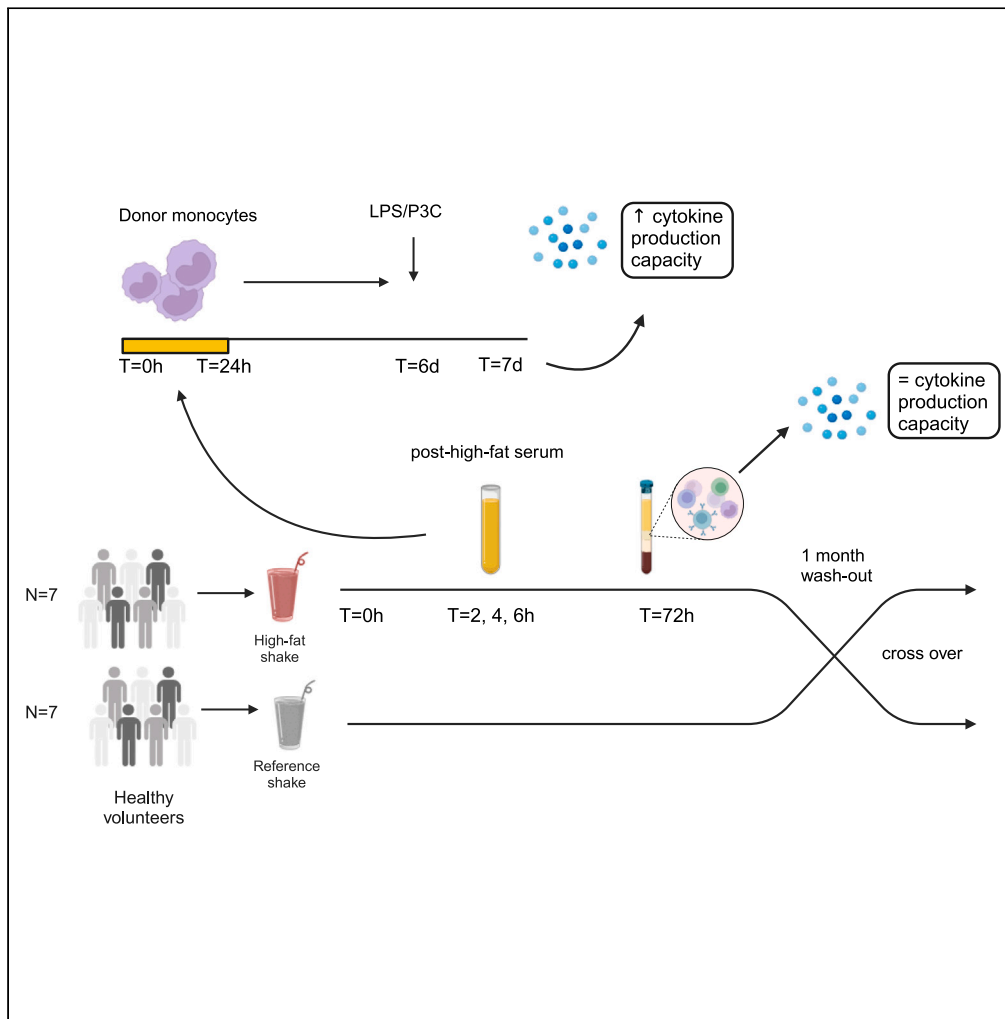 Donor monocytes
LPS/P3C
↑ cytokine
production
capacity
T=0h
T=24h
T=6d
T=7d
= cytokine
production
capacity
post-high-fat serum
1 month
wash-out
N=7
High-fat
shake
T=0h
T=2, 4, 6h
T=72h
cross over
N=7
Reference
shake
Healthy
volunteers